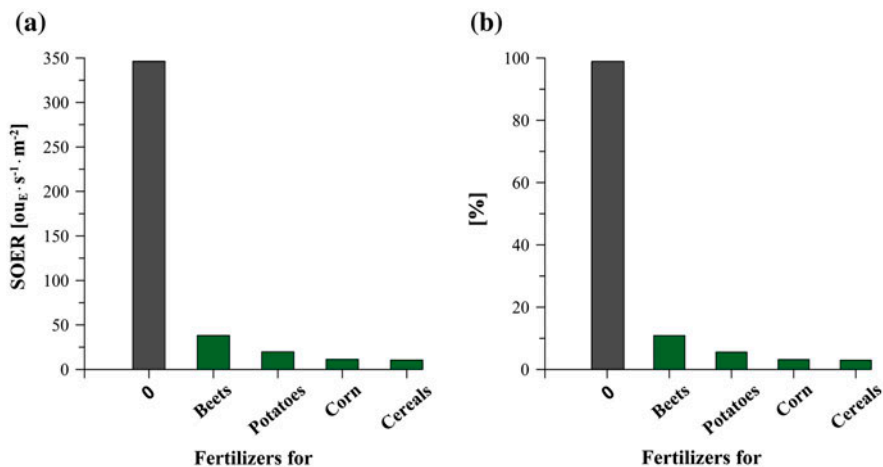 (a)
SOER [ouE·s-1·m-2]
350
300
250
200
150
100
50
0
0
Beets
Potatoes
Corn
Cereals
Fertilizers for
(b)
[%]
100
80
60
40
20
0
0
Beets
Potatoes
Corn
Cereals
Fertilizers for